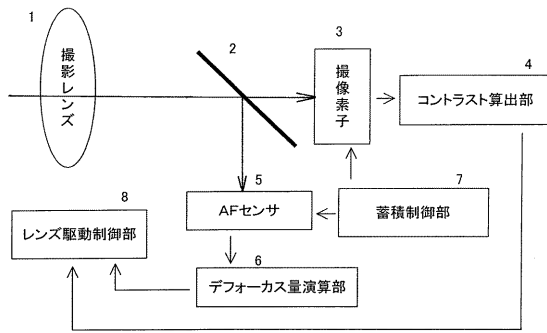 1
撮影レンズ
2
3
撮像素子
4
コントラスト算出部
5
AFセンサ
7
蓄積制御部
8
レンズ駆動制御部
6
デフォーカス量演算部